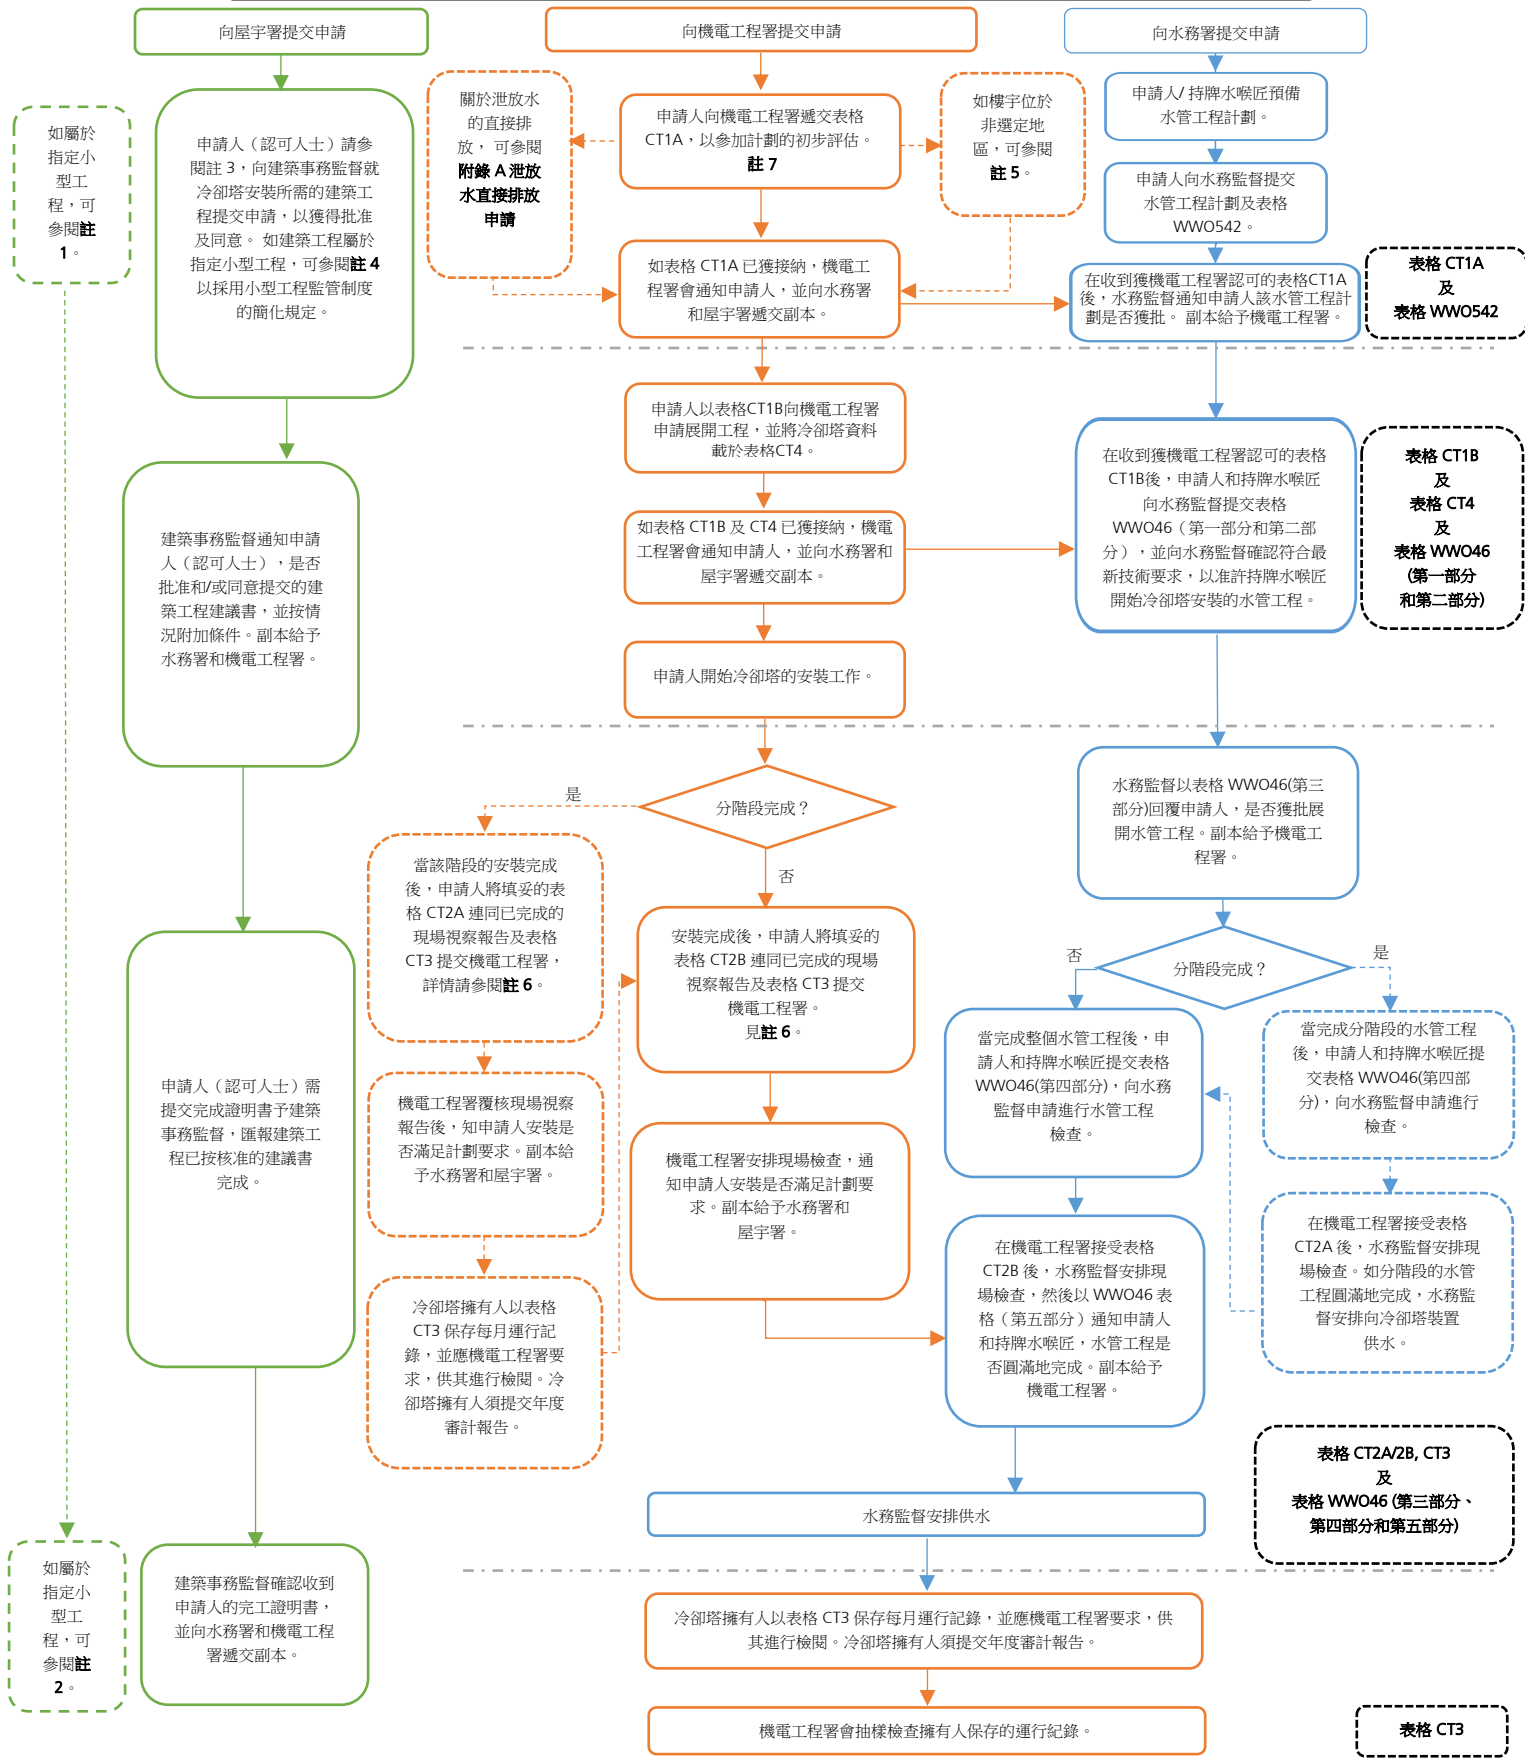 向屋宇署提交申請
向機電工程署提交申請
向水務署提交申請
如屬於
指定小
型工
程，可
參閱註
1。
申請人（認可人士）請參
閱註 3，向建築事務監督就
冷卻塔安裝所需的建築工
程提交申請，以獲得批准
及同意。 如建築工程屬於
指定小型工程，可參閱註 4
以採用小型工程監管制度
的簡化規定。
關於泄放水
的直接排
放， 可參閱
附錄 A 泄放
水直接排放
申請
申請人向機電工程署遞交表格
CT1A，以參加計劃的初步評估。
註 7
如樓宇位於
非選定地
區，可參閱
註 5。
申請人/ 持牌水喉匠預備
水管工程計劃。
申請人向水務監督提交
水管工程計劃及表格
WWO542。
如表格 CT1A 已獲接納，機電工
程署會通知申請人，並向水務署
和屋宇署遞交副本。
在收到獲機電工程署認可的表格CT1A
後，水務監督通知申請人該水管工程計
劃是否獲批。 副本給予機電工程署。
表格 CT1A
及
表格 WWO542
申請人以表格CT1B向機電工程署
申請展開工程，並將冷卻塔資料
載於表格CT4。
如表格 CT1B 及 CT4 已獲接納，機電
工程署會通知申請人，並向水務署和
屋宇署遞交副本。
申請人開始冷卻塔的安裝工作。
在收到獲機電工程署認可的表格
CT1B後，申請人和持牌水喉匠
向水務監督提交表格
WWO46（第一部分和第二部
分），並向水務監督確認符合最
新技術要求，以准許持牌水喉匠
開始冷卻塔安裝的水管工程。
表格 CT1B
及
表格 CT4
及
表格 WWO46
(第一部分
和第二部分)
建築事務監督通知申請
人（認可人士），是否
批准和/或同意提交的建
築工程建議書，並按情
況附加條件。副本給予
水務署和機電工程署。
分階段完成？
是
否
水務監督以表格 WWO46(第三
部分)回覆申請人，是否獲批展
開水管工程。副本給予機電工
程署。
當該階段的安裝完成
後，申請人將填妥的表
格 CT2A 連同已完成的
現場視察報告及表格
CT3 提交機電工程署，
詳情請參閱註 6。
安裝完成後，申請人將填妥的
表格 CT2B 連同已完成的現場
視察報告及表格 CT3 提交
機電工程署。
見註 6。
分階段完成？
否
是
當完成整個水管工程後，申
請人和持牌水喉匠提交表格
WWO46(第四部分)，向水務
監督申請進行水管工程
檢查。
當完成分階段的水管工程
後，申請人和持牌水喉匠提
交表格 WWO46(第四部
分)，向水務監督申請進行
檢查。
申請人（認可人士）需
提交完成證明書予建築
事務監督，匯報建築工
程已按核准的建議書
完成。
機電工程署覆核現場視察
報告後，知申請人安裝是
否滿足計劃要求。副本給
予水務署和屋宇署。
機電工程署安排現場檢查，通
知申請人安裝是否滿足計劃要
求。副本給予水務署和
屋宇署。
在機電工程署接受表格
CT2B 後，水務監督安排現
場檢查，然後以 WWO46 表
格（第五部分）通知申請人
和持牌水喉匠，水管工程是
否圓滿地完成。副本給予
機電工程署。
在機電工程署接受表格
CT2A 後，水務監督安排現
場檢查。如分階段的水管
工程圓滿地完成，水務監
督安排向冷卻塔裝置
供水。
冷卻塔擁有人以表格
CT3 保存每月運行記
錄，並應機電工程署要
求，供其進行檢閱。冷
卻塔擁有人須提交年度
審計報告。
表格 CT2A/2B, CT3
及
表格 WWO46 (第三部分、
第四部分和第五部分)
水務監督安排供水
如屬於
指定小
型工
程，可
參閱註
2。
建築事務監督確認收到
申請人的完工證明書，
並向水務署和機電工程
署遞交副本。
冷卻塔擁有人以表格 CT3 保存每月運行記錄，並應機電工程署要求，供
其進行檢閱。冷卻塔擁有人須提交年度審計報告。
機電工程署會抽樣檢查擁有人保存的運行紀錄。
表格 CT3